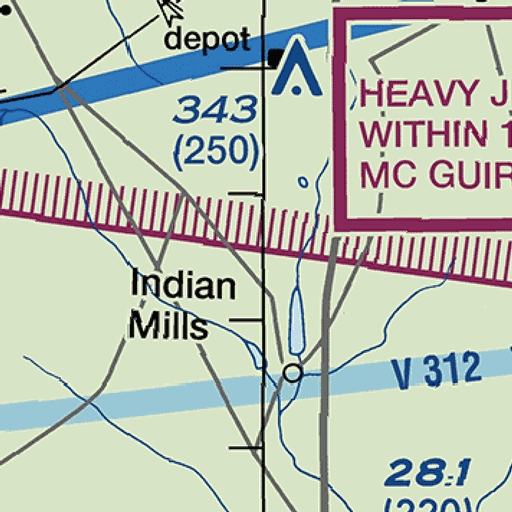 depot
343
(250)
HEAVY J
WITHIN 1
MC GUIR
Indian
Mills
V 312
28:1
(220)